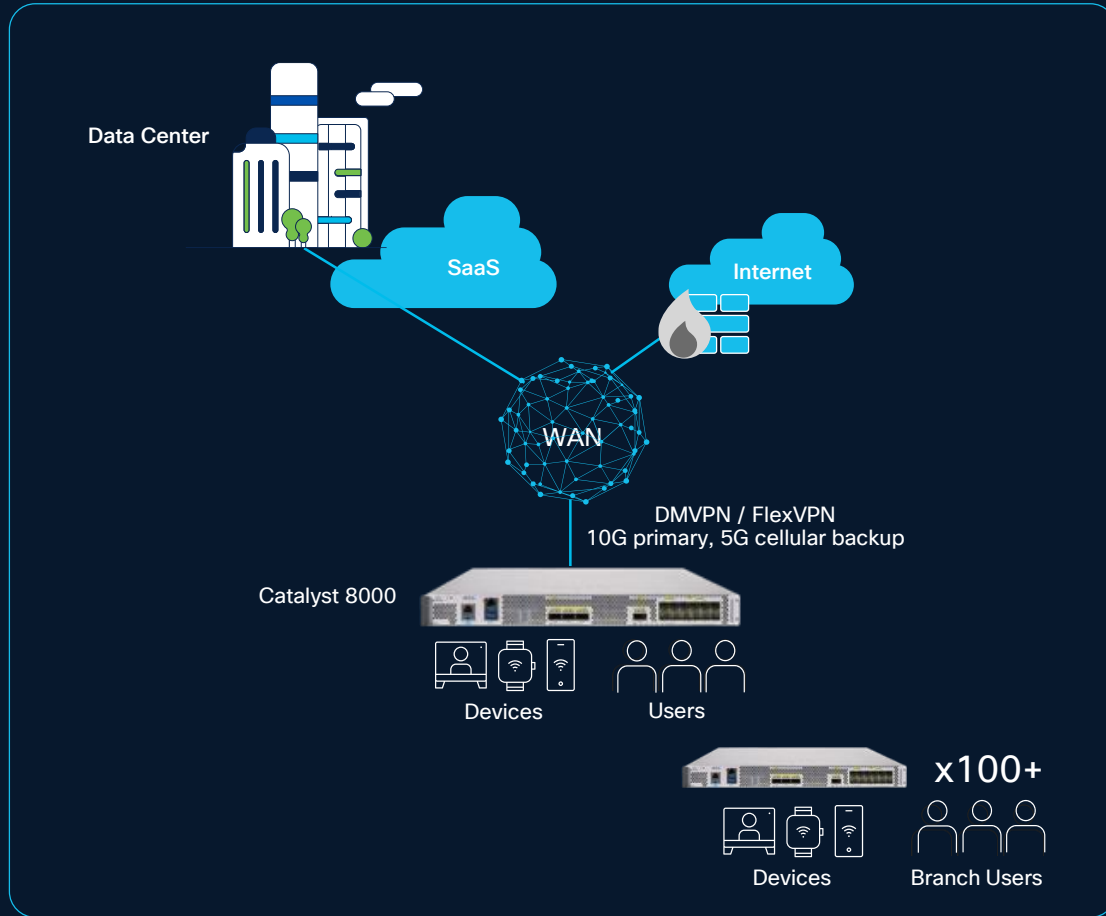 Data Center
SaaS
Internet
WAN
DMVPN / FlexVPN
10G primary, 5G cellular backup
Catalyst 8000
Devices
Users
x100+
Devices
Branch Users